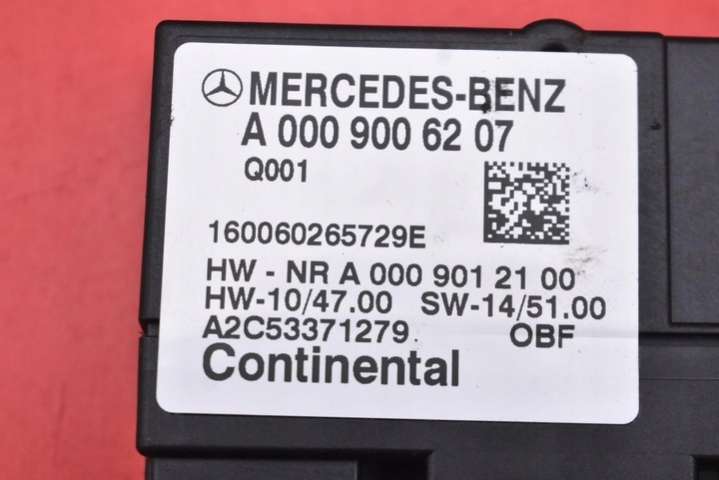 MERCEDES-BENZ
A 000 900 62 07
Q001
160060265729E
HW - NR A 000 901 21 00
HW-10/47.00 SW-14/51.00
A2C53371279 OBF
Continental